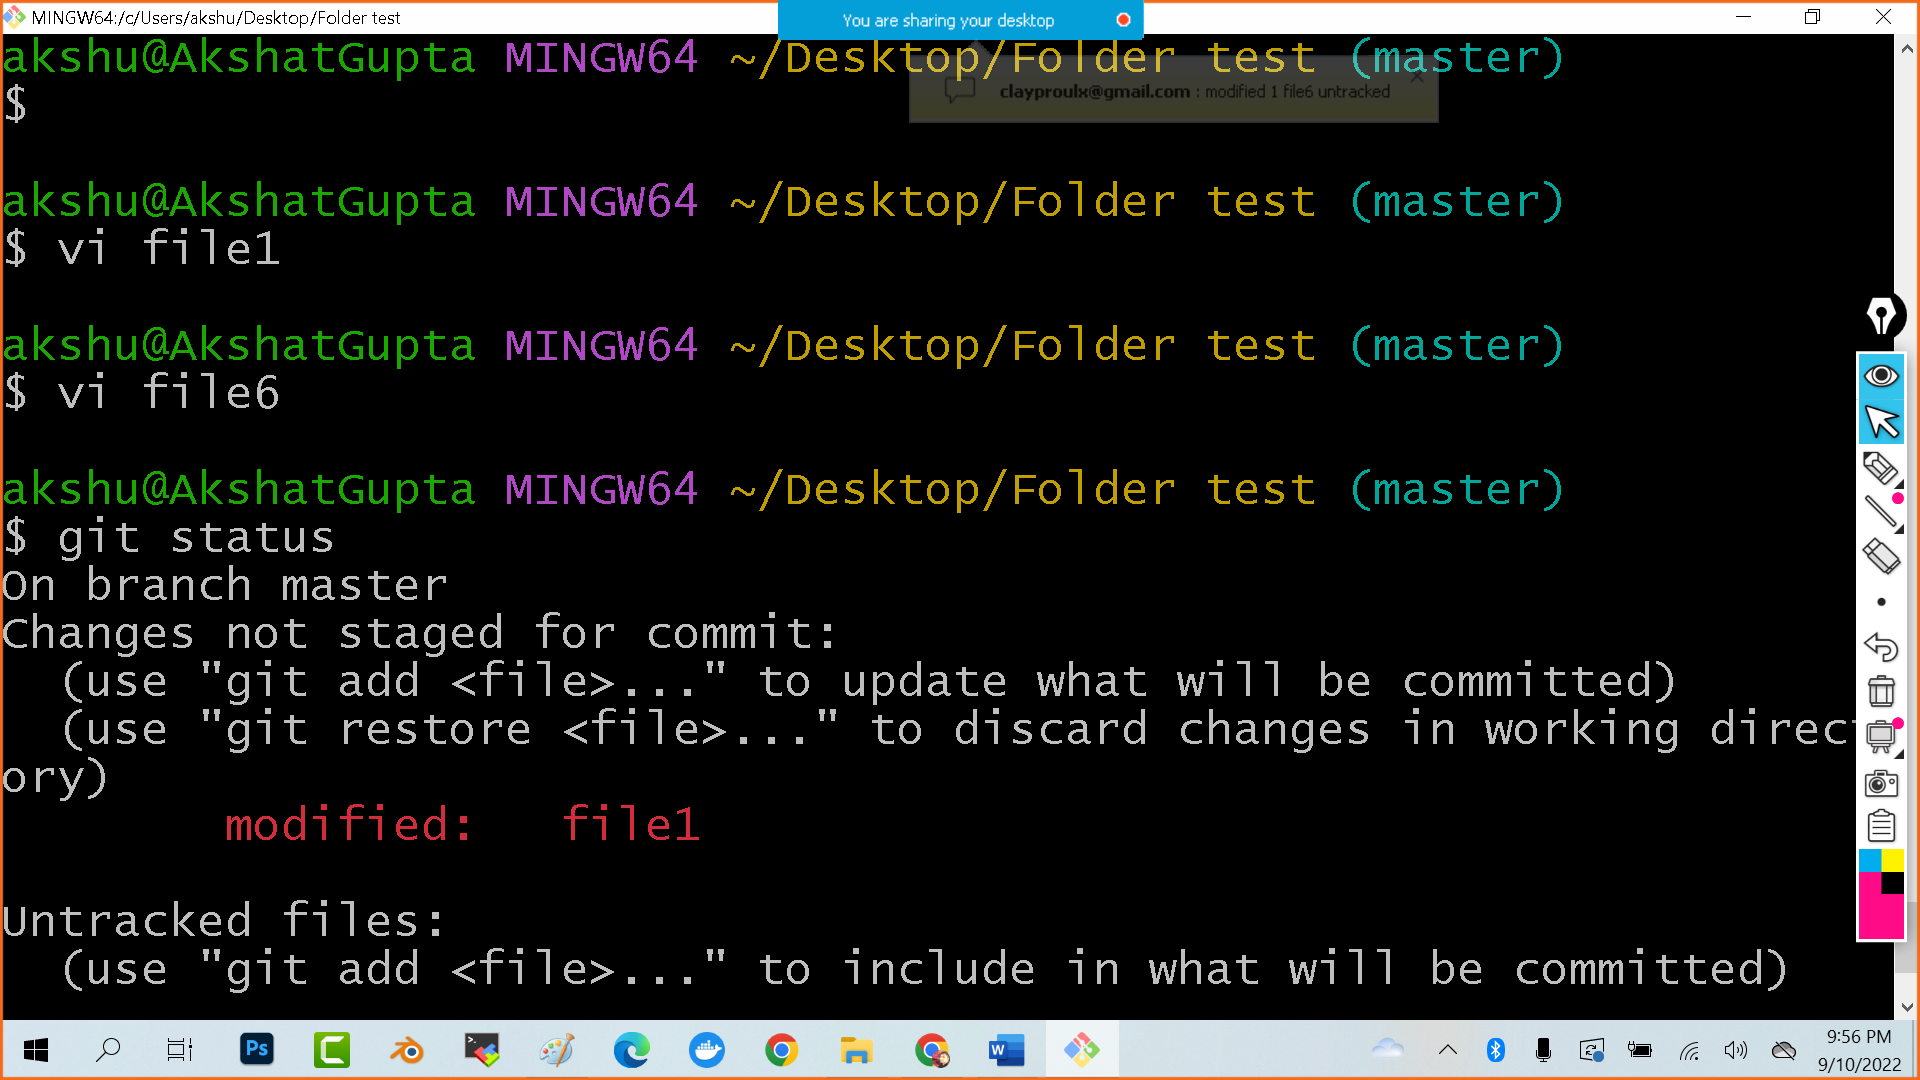 MINGW64:/c/Users/akshu/Desktop/Folder test
You are sharing your desktop
akshu@AkshatGupta MINGW64 ~/Desktop/Folder test (master)
$
clayproulx@gmail.com : modified 1 file6 untracked
akshu@AkshatGupta MINGW64 ~/Desktop/Folder test (master)
$ vi file1
akshu@AkshatGupta MINGW64 ~/Desktop/Folder test (master)
$ vi file6
akshu@AkshatGupta MINGW64 ~/Desktop/Folder test (master)
$ git status
On branch master
Changes not staged for commit:
  (use "git add <file>..." to update what will be committed)
  (use "git restore <file>..." to discard changes in working direc
ory)
        modified:   file1
Untracked files:
  (use "git add <file>..." to include in what will be committed)
Ps
C
W
9:56 PM
9/10/2022